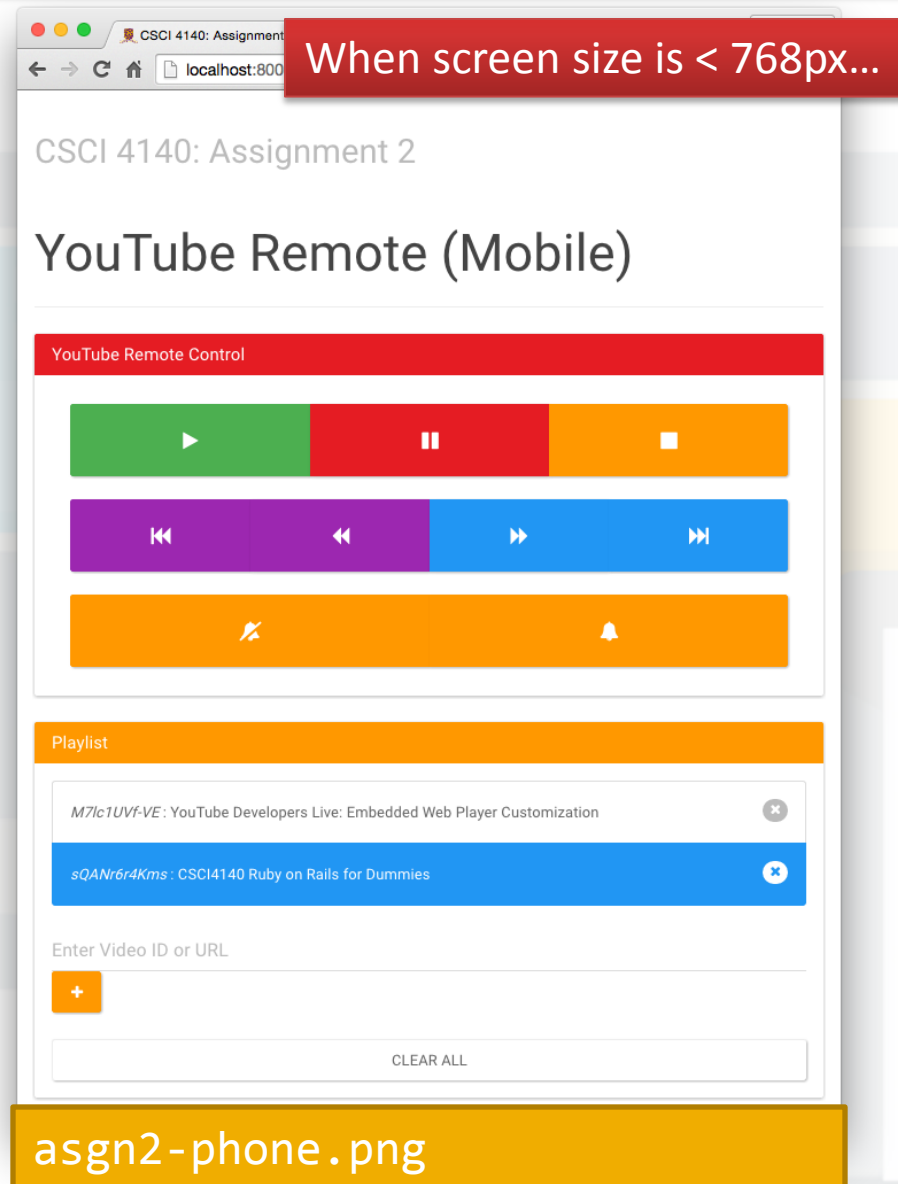 CSCI 4140: Assignment
When screen size is < 768px…
localhost:800
CSCI 4140: Assignment 2
YouTube Remote (Mobile)
YouTube Remote Control
Playlist
M7lc1UVf-VE : YouTube Developers Live: Embedded Web Player Customization
sQANr6r4Kms : CSCI4140 Ruby on Rails for Dummies
Enter Video ID or URL
CLEAR ALL
asgn2-phone.png